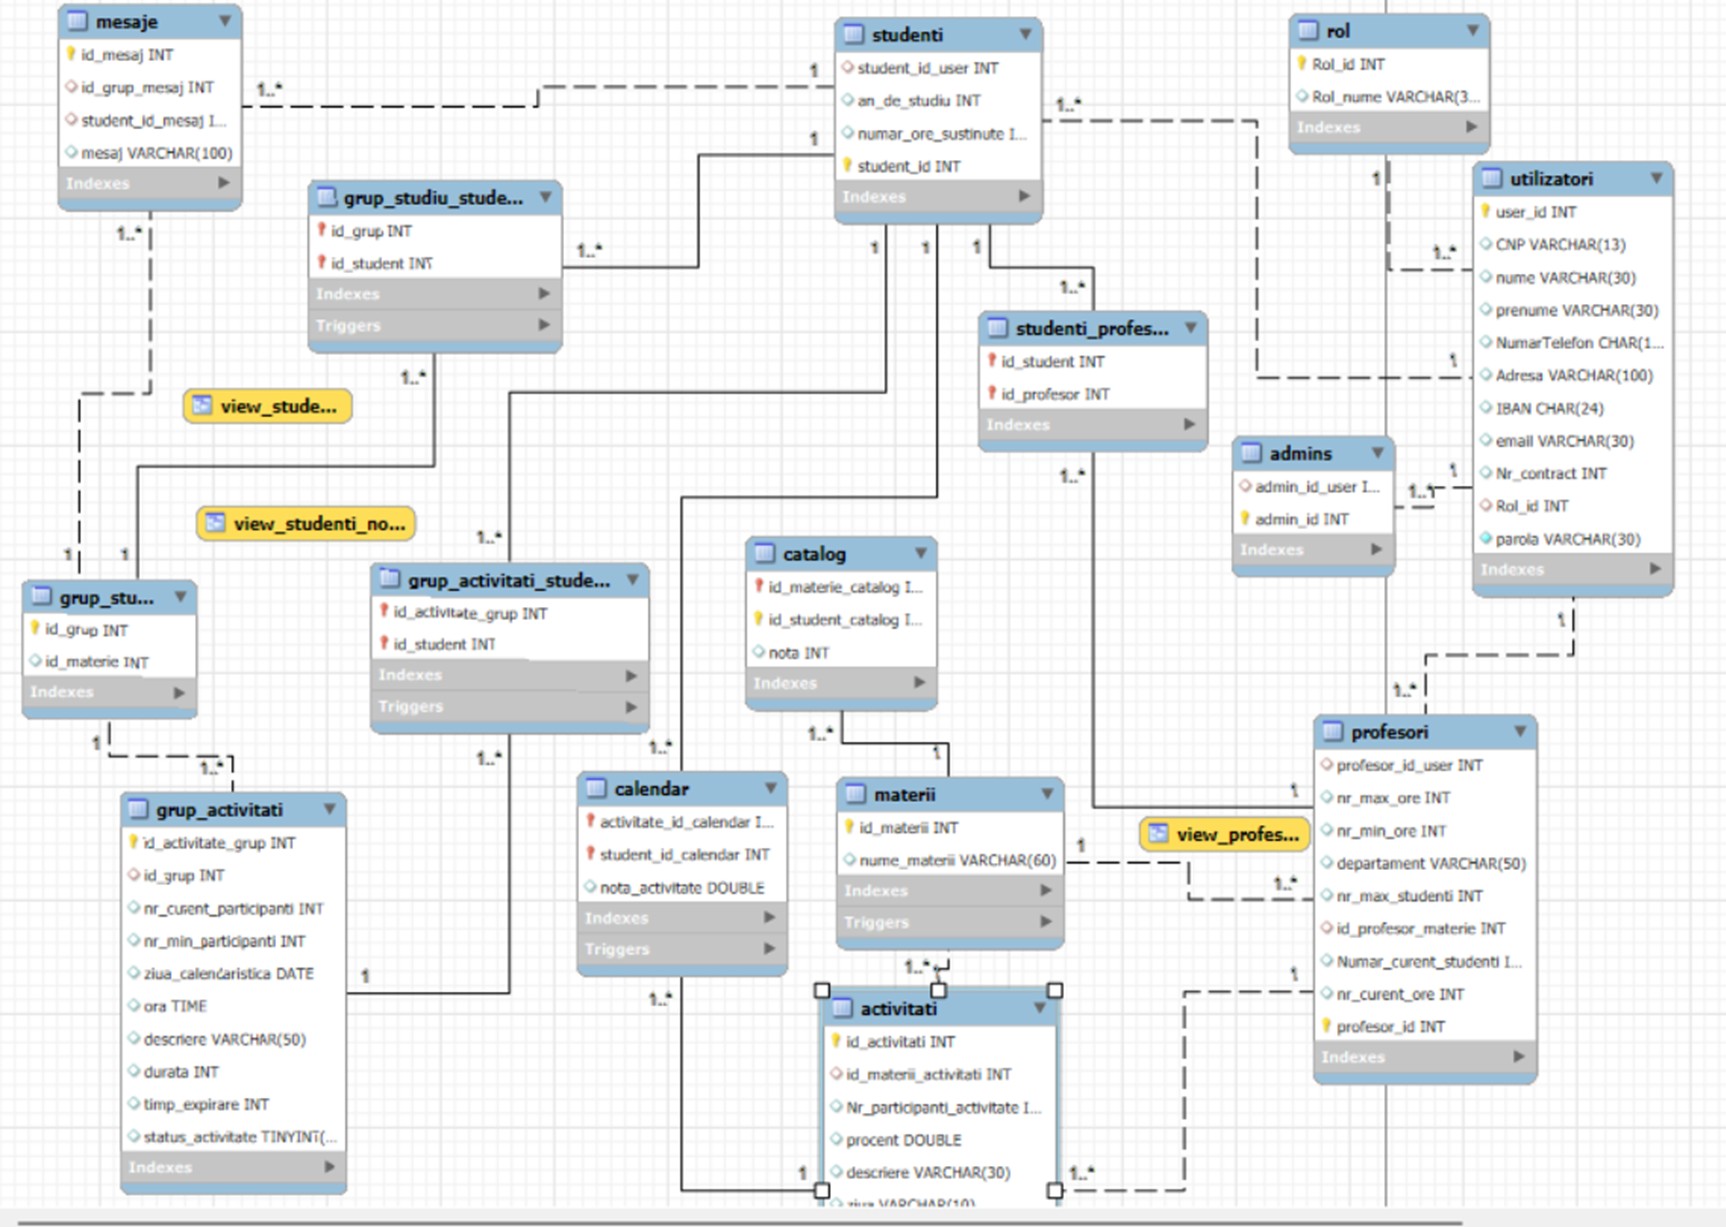 mesaje
id_mesaj INT
id_grup_mesaj INT
student_id_mesaj I...
mesaj VARCHAR(100)
Indexes
studenti
student_id_user INT
an_de_studiu INT
numar_ore_sustinute I...
student_id INT
Indexes
rol
Rol_id INT
Rol_nume VARCHAR(3...
Indexes
utilizatori
user_id INT
CNP VARCHAR(13)
nume VARCHAR(30)
prenume VARCHAR(30)
NumarTelefon CHAR(1...
Adresa VARCHAR(100)
IBAN CHAR(24)
email VARCHAR(30)
Nr_contract INT
Rol_id INT
parola VARCHAR(30)
Indexes
grup_studiu_stude...
id_grup INT
id_student INT
Indexes
Triggers
studenti_profes...
id_student INT
id_profesor INT
Indexes
view_stude...
view_studenti_no...
admins
admin_id_user I...
admin_id INT
Indexes
grup_stu...
id_grup INT
id_materie INT
Indexes
grup_activitati_stude...
id_activitate_grup INT
id_student INT
Indexes
Triggers
catalog
id_materie_catalog I...
id_student_catalog I...
nota INT
Indexes
grup_activitati
id_activitate_grup INT
id_grup INT
nr_curent_participanti INT
nr_min_participanti INT
ziua_calendaristica DATE
ora TIME
descriere VARCHAR(50)
durata INT
timp_expirare INT
status_activitate TINYINT(...
Indexes
calendar
activitate_id_calendar I...
student_id_calendar INT
nota_activitate DOUBLE
Indexes
Triggers
materii
id_materii INT
nume_materii VARCHAR(60)
Indexes
Triggers
view_profes...
profesori
profesor_id_user INT
nr_max_ore INT
nr_min_ore INT
departament VARCHAR(50)
nr_max_studenti INT
id_profesor_materie INT
Numar_curent_studenti I...
nr_curent_ore INT
profesor_id INT
Indexes
activitati
id_activitati INT
id_materii_activitati INT
Nr_participanti_activitate I...
procent DOUBLE
descriere VARCHAR(30)
ziua VARCHAR(10)
1..*
1
1
1..*
1..*
1..*
1
1
1
1..*
1..*
1
1..*
1
1..*
1
1..*
1
1
1..*
1..*
1
1..*
1
1..*
1..*
1..*
1
1..*
1
1
1
1..*
1..*
1
1..*
1
1
1..*
1